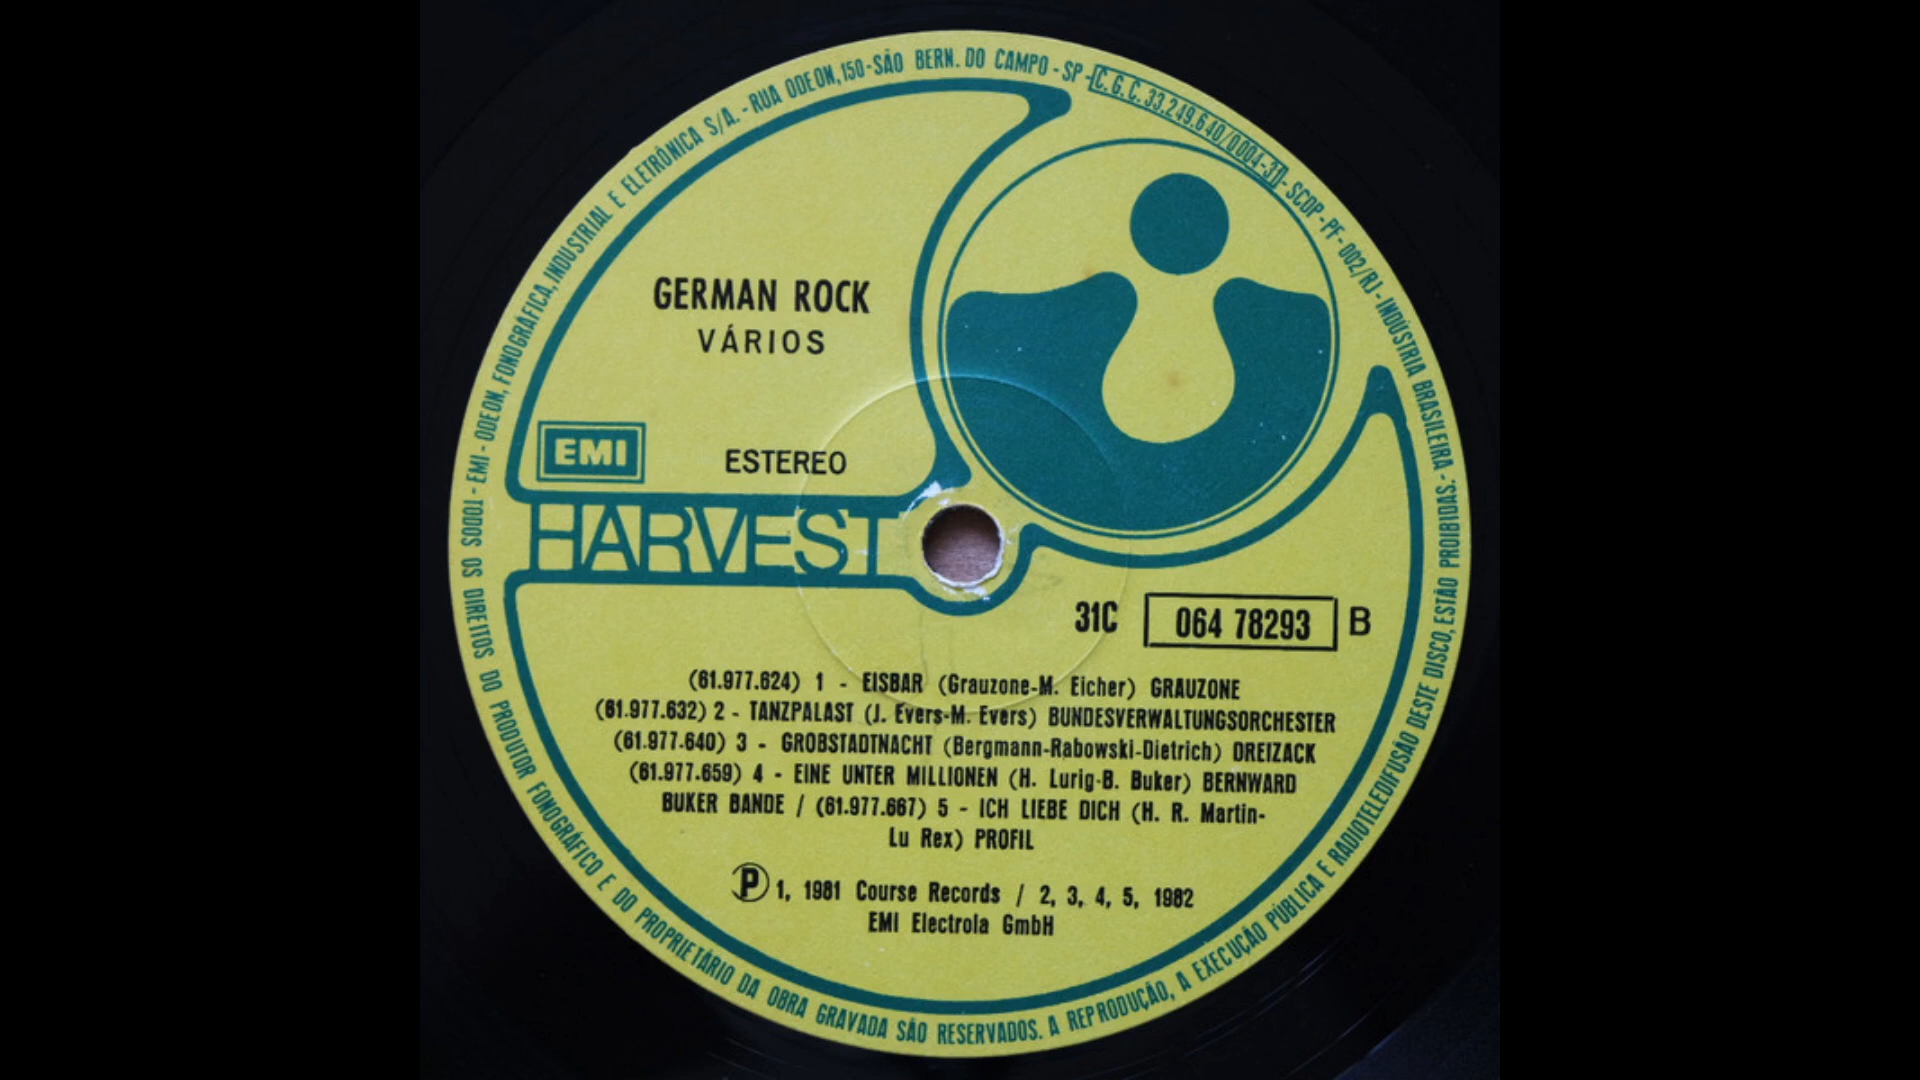 EMI - ODEON, FONOGRÁFICA, INDUSTRIAL E ELETRÔNICA S/A. - RUA ODEON, 150 - SÃO BERN. DO CAMPO - SP - C.G.C. 33.249.640/0004-31 - SCDP - PF - 002/RJ - INDÚSTRIA BRASILEIRA -
TODOS OS DIREITOS DO PRODUTOR FONOGRÁFICO E DO PROPRIETÁRIO DA OBRA GRAVADA SÃO RESERVADOS. A REPRODUÇÃO, A EXECUÇÃO PÚBLICA E RADIOTELEDIFUSÃO DESTE DISCO, ESTÃO PROIBIDAS. -
GERMAN ROCK
VÁRIOS
EMI
ESTEREO
HARVEST
31C 064 78293 B
(61.977.624) 1 - EISBAR (Grauzone-M. Eicher) GRAUZONE
(61.977.632) 2 - TANZPALAST (J. Evers-M. Evers) BUNDESVERWALTUNGSORCHESTER
(61.977.640) 3 - GROBSTADTNACHT (Bergmann-Rabowski-Dietrich) DREIZACK
(61.977.659) 4 - EINE UNTER MILLIONEN (H. Lurig-B. Buker) BERNWARD
BUKER BANDE / (61.977.667) 5 - ICH LIEBE DICH (H. R. Martin-
Lu Rex) PROFIL
Ⓟ 1, 1981 Course Records / 2, 3, 4, 5, 1982
EMI Electrola GmbH